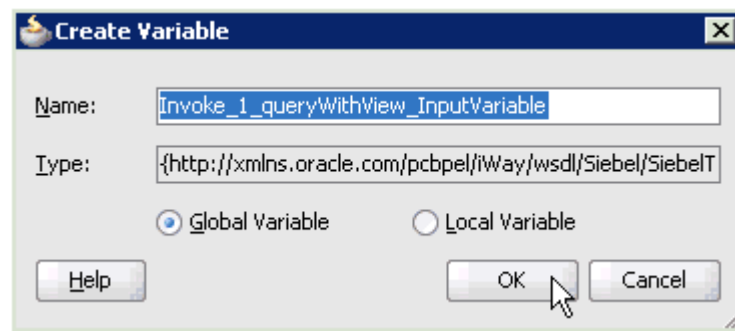 Create Variable
Name: Invoke_1_queryWithView_InputVariable
Type: {http://xmlns.oracle.com/pcbpel/iWay/wsdl/Siebel/SiebelT
Global Variable Local Variable
Help OK Cancel